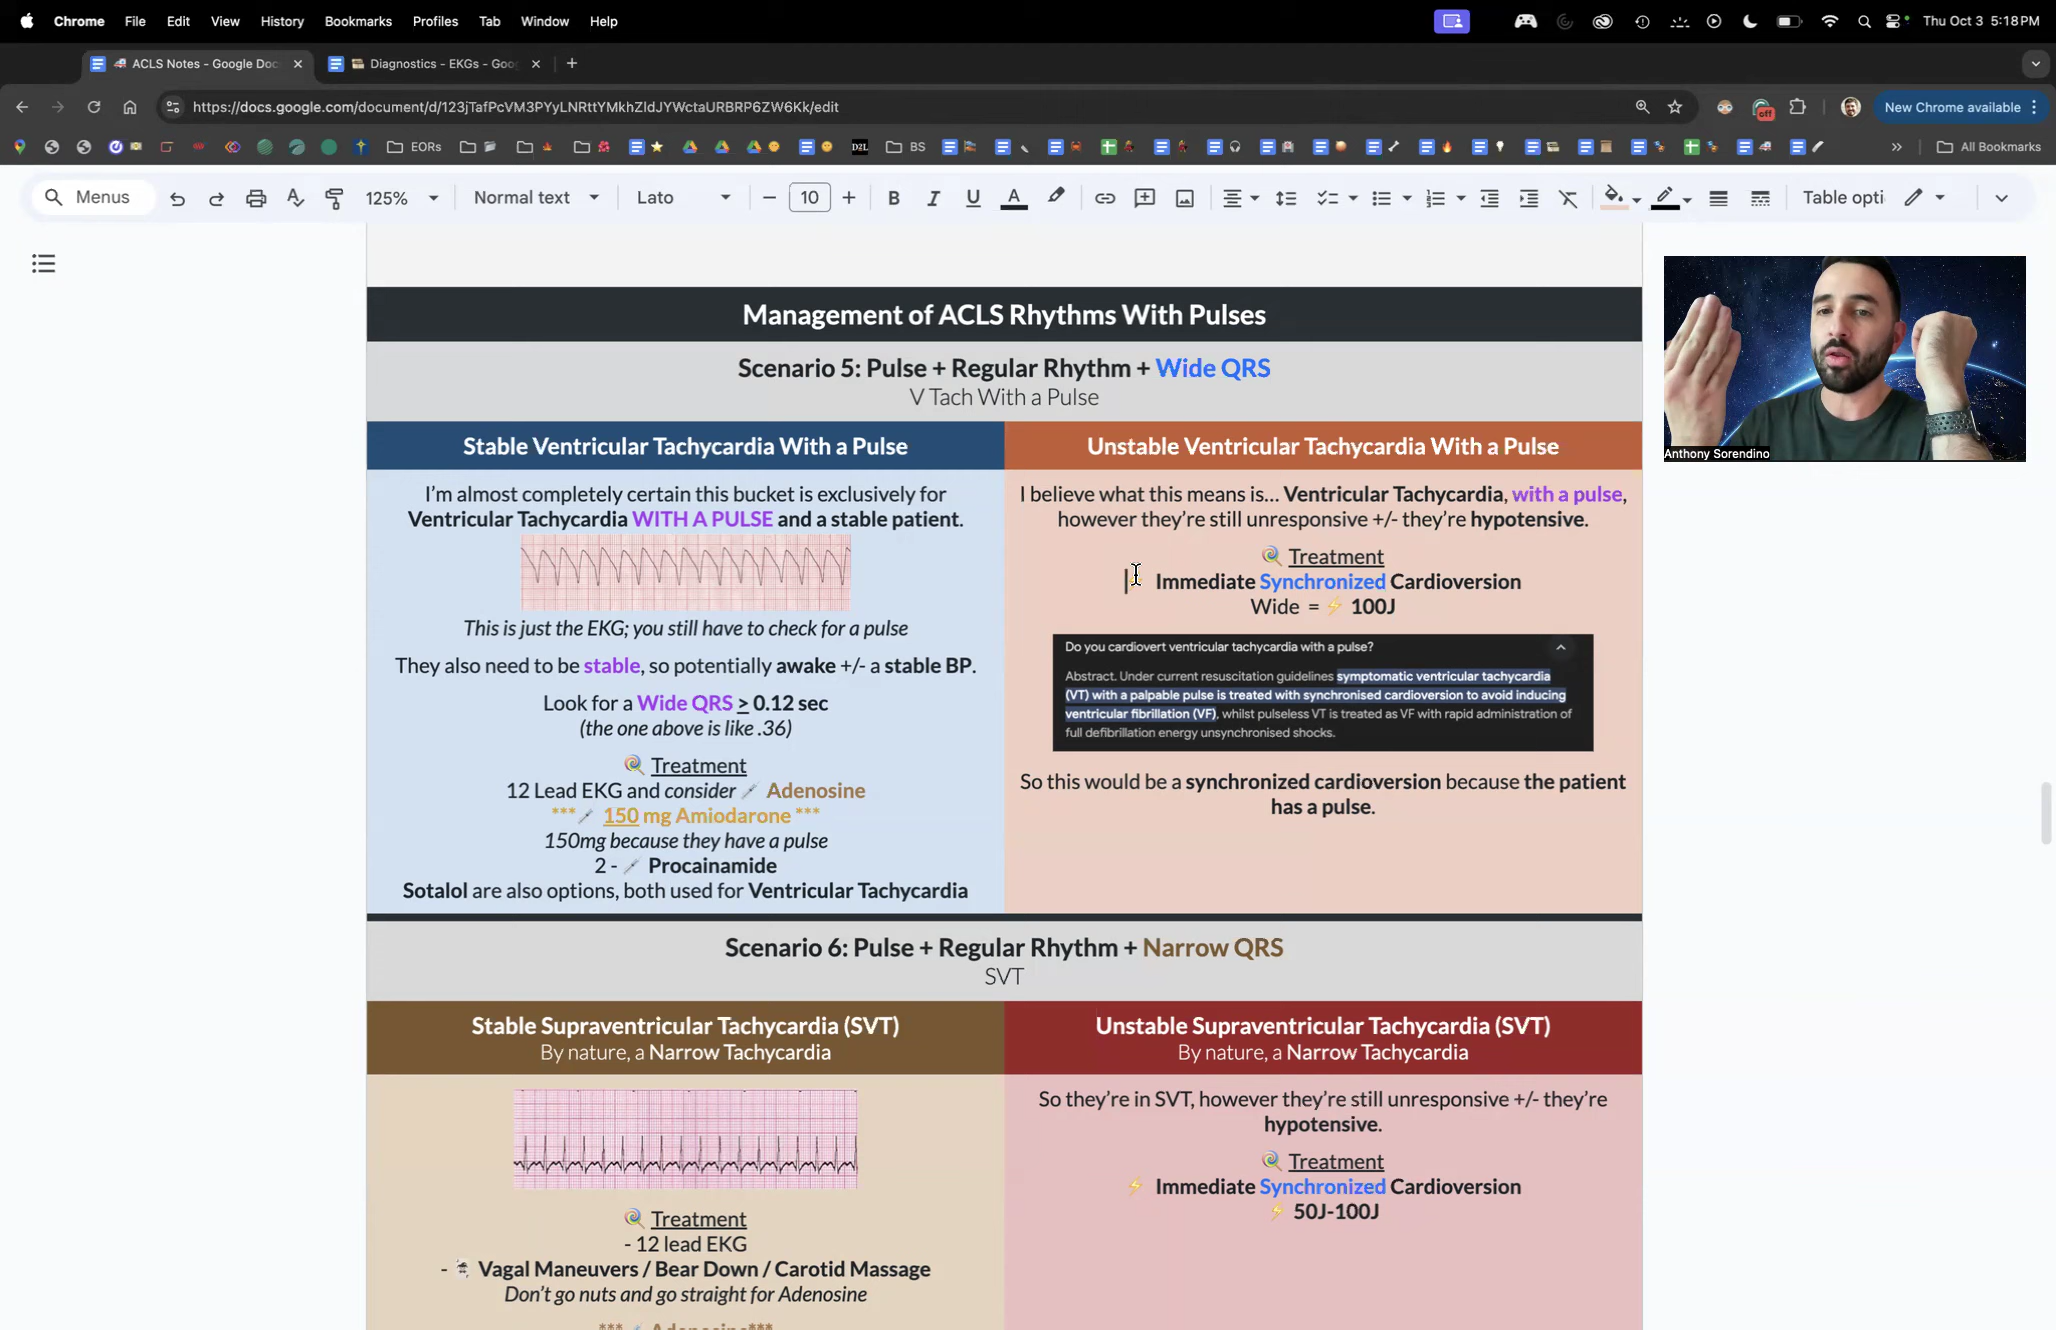 Chrome File Edit View History Bookmarks Profiles Tab Window Help
Thu Oct 3 5:18 PM
ACLS Notes - Google Doc
Diagnostics - EKGs - Goo
https://docs.google.com/document/d/123jTafPcVM3PYyLNRttYMkhZIdJYWctaURBRP6ZW6Kk/edit
off
New Chrome available
EORs
D2L
BS
All Bookmarks
Menus
125%
Normal text
Lato
10
B I U A
Table opti
Management of ACLS Rhythms With Pulses
Scenario 5: Pulse + Regular Rhythm + Wide QRS
V Tach With a Pulse
Stable Ventricular Tachycardia With a Pulse
I'm almost completely certain this bucket is exclusively for
Ventricular Tachycardia WITH A PULSE and a stable patient.
This is just the EKG; you still have to check for a pulse
They also need to be stable, so potentially awake +/- a stable BP.
Look for a Wide QRS > 0.12 sec
(the one above is like .36)
🍭 Treatment
12 Lead EKG and consider 💉 Adenosine
***💉 150 mg Amiodarone ***
150mg because they have a pulse
2 - 💉 Procainamide
Sotalol are also options, both used for Ventricular Tachycardia
Unstable Ventricular Tachycardia With a Pulse
I believe what this means is... Ventricular Tachycardia, with a pulse,
however they're still unresponsive +/- they're hypotensive.
🍭 Treatment
⚡ Immediate Synchronized Cardioversion
Wide = ⚡ 100J
Do you cardiovert ventricular tachycardia with a pulse?
Abstract. Under current resuscitation guidelines symptomatic ventricular tachycardia
(VT) with a palpable pulse is treated with synchronised cardioversion to avoid inducing
ventricular fibrillation (VF), whilst pulseless VT is treated as VF with rapid administration of
full defibrillation energy unsynchronised shocks.
So this would be a synchronized cardioversion because the patient
has a pulse.
Anthony Sorendino
Scenario 6: Pulse + Regular Rhythm + Narrow QRS
SVT
Stable Supraventricular Tachycardia (SVT)
By nature, a Narrow Tachycardia
🍭 Treatment
- 12 lead EKG
- Vagal Maneuvers / Bear Down / Carotid Massage
Don't go nuts and go straight for Adenosine
***💉 Adenosine***
Unstable Supraventricular Tachycardia (SVT)
By nature, a Narrow Tachycardia
So they're in SVT, however they're still unresponsive +/- they're
hypotensive.
🍭 Treatment
⚡ Immediate Synchronized Cardioversion
⚡ 50J-100J